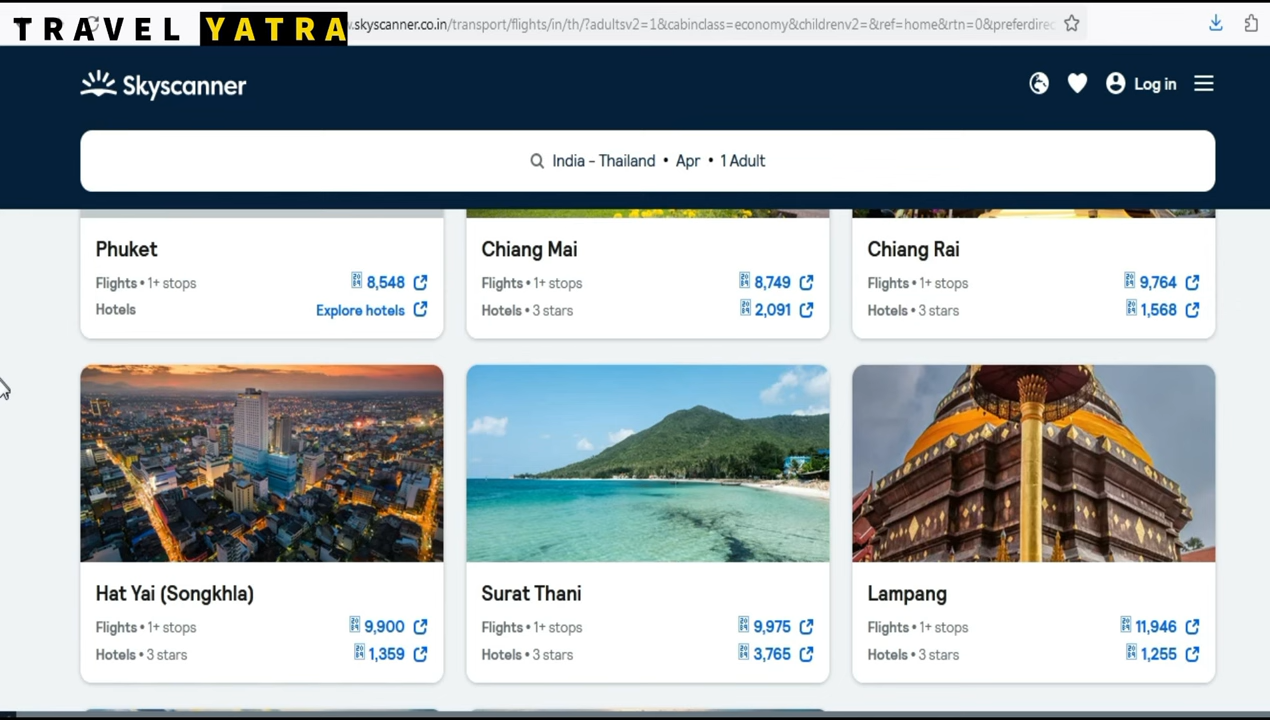 TRAVEL YATRA
.skyscanner.co.in/transport/flights/in/th/?adultsv2=1&cabinclass=economy&childrenv2=&ref=home&rtn=0&preferdirec
Skyscanner
Log in
India - Thailand • Apr • 1 Adult
Phuket
Flights • 1+ stops 8,548
Hotels Explore hotels
Chiang Mai
Flights • 1+ stops 8,749
Hotels • 3 stars 2,091
Chiang Rai
Flights • 1+ stops 9,764
Hotels • 3 stars 1,568
Hat Yai (Songkhla)
Flights • 1+ stops 9,900
Hotels • 3 stars 1,359
Surat Thani
Flights • 1+ stops 9,975
Hotels • 3 stars 3,765
Lampang
Flights • 1+ stops 11,946
Hotels • 3 stars 1,255